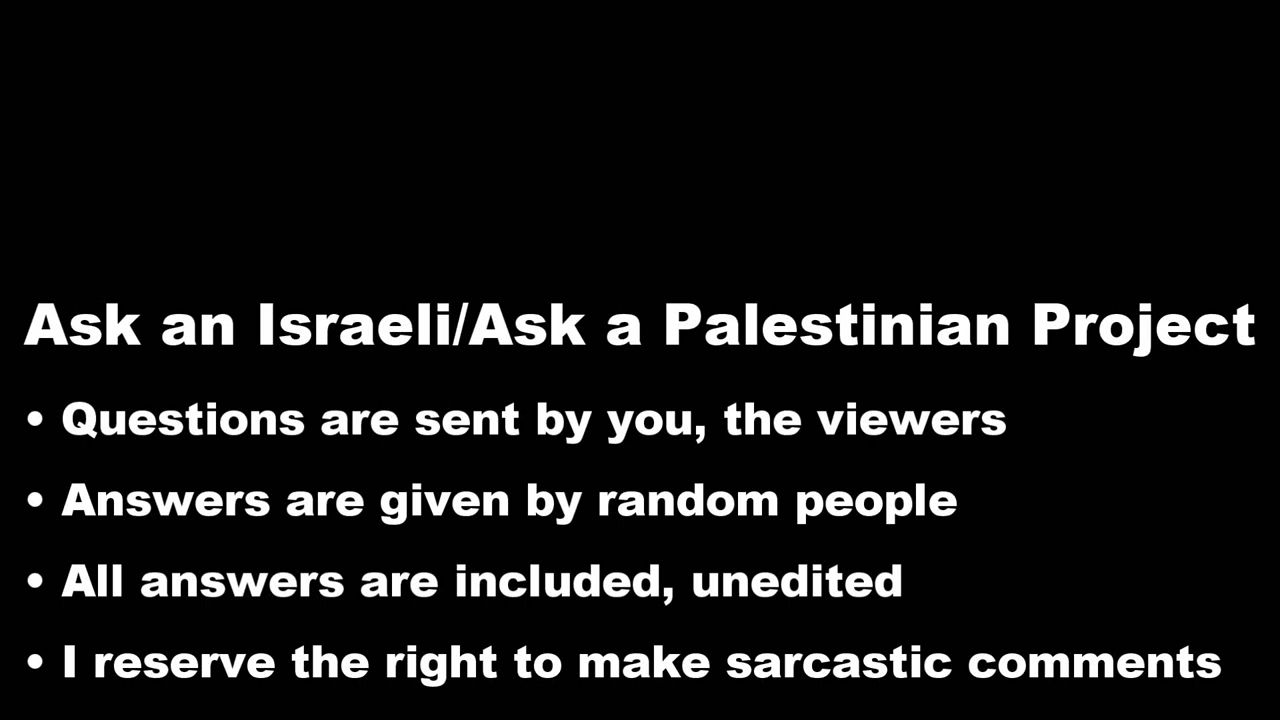 Ask an Israeli/Ask a Palestinian Project
• Questions are sent by you, the viewers
• Answers are given by random people
• All answers are included, unedited
• I reserve the right to make sarcastic comments